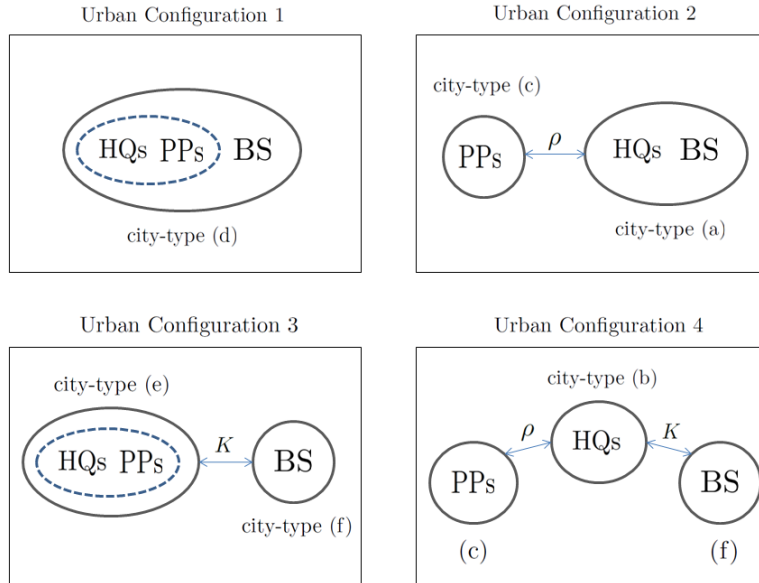 Urban Configuration 1
HQs PPs BS
city-type (d)
Urban Configuration 2
city-type (c)
PPs ρ HQs BS
city-type (a)
Urban Configuration 3
city-type (e)
HQs PPs K BS
city-type (f)
Urban Configuration 4
city-type (b)
PPs ρ HQs K BS
(c) (f)